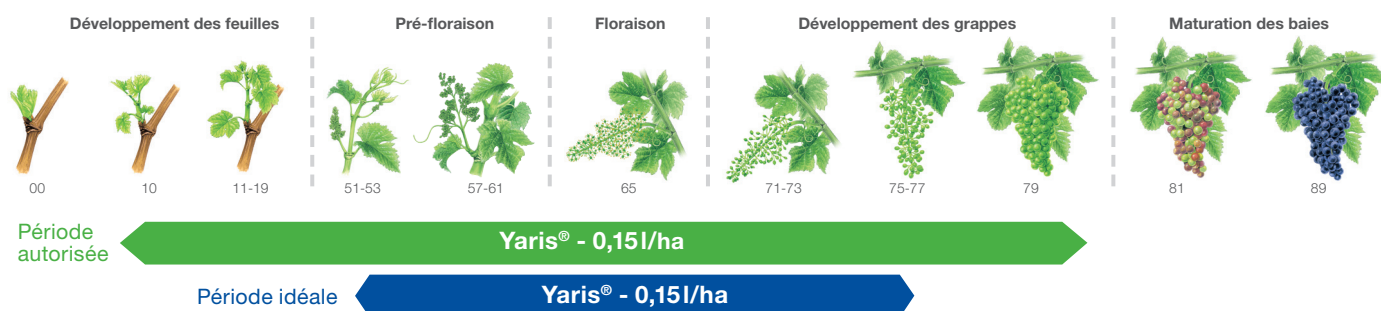 Développement des feuilles
Pré-floraison
Floraison
Développement des grappes
Maturation des baies
00
10
11-19
51-53
57-61
65
71-73
75-77
79
81
89
Période
autorisée
Yaris® - 0,15 l/ha
Période idéale
Yaris® - 0,15 l/ha